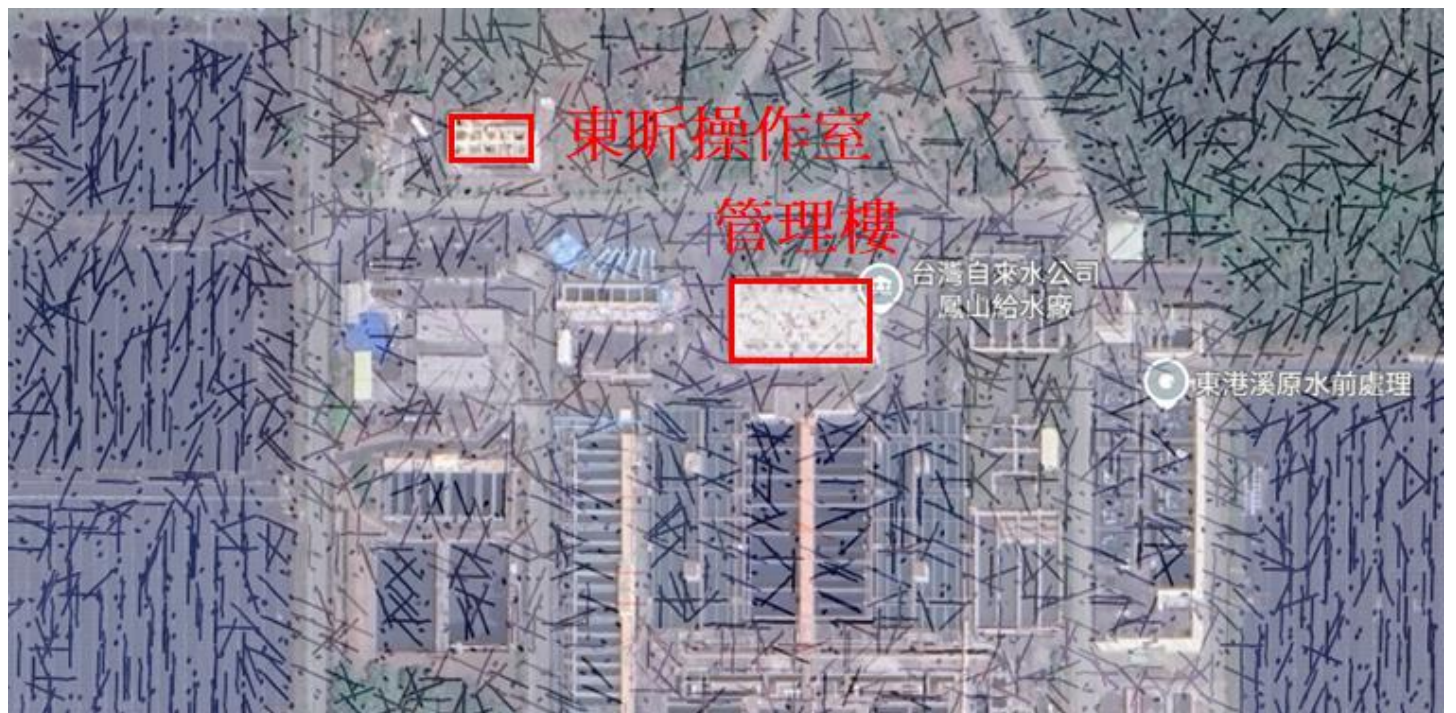 東昕操作室
管理樓
台灣自來水公司
鳳山給水廠
東港溪原水前處理